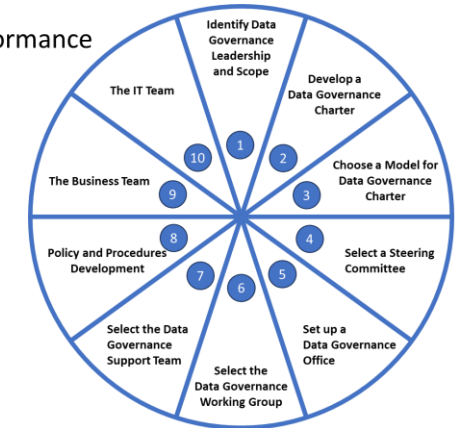 ormance
Identify Data
Governance
Leadership
and Scope
1
Develop a
Data Governance
Charter
2
Choose a Model for
Data Governance
Charter
3
Select a Steering
Committee
4
Set up a
Data Governance
Office
5
Select the
Data Governance
Working Group
6
Select the Data
Governance
Support Team
7
Policy and Procedures
Development
8
The Business Team
9
The IT Team
10